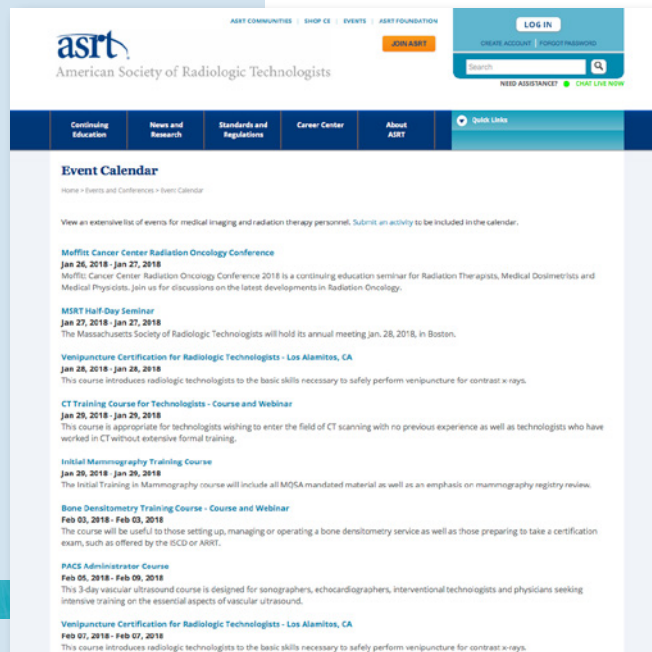 ASRT COMMUNITIES | SHOP CE | EVENTS | ASRT FOUNDATION
LOG IN
asrt
JOIN ASRT
CREATE ACCOUNT | FORGOT PASSWORD
American Society of Radiologic Technologists
Search
NEED ASSISTANCE? CHAT LIVE NOW
Continuing Education
News and Research
Standards and Regulations
Career Center
About ASRT
Quick Links
Event Calendar
Home > Events and Conferences > Event Calendar
View an extensive list of events for medical imaging and radiation therapy personnel. Submit an activity to be included in the calendar.
Moffitt Cancer Center Radiation Oncology Conference
Jan 26, 2018 - Jan 27, 2018
Moffitt Cancer Center Radiation Oncology Conference 2018 is a continuing education seminar for Radiation Therapists, Medical Dosimetrists and
Medical Physicists. Join us for discussions on the latest developments in Radiation Oncology.
MSRT Half-Day Seminar
Jan 27, 2018 - Jan 27, 2018
The Massachusetts Society of Radiologic Technologists will hold its annual meeting Jan. 28, 2018, in Boston.
Venipuncture Certification for Radiologic Technologists - Los Alamitos, CA
Jan 28, 2018 - Jan 28, 2018
This course introduces radiologic technologists to the basic skills necessary to safely perform venipuncture for contrast x-rays.
CT Training Course for Technologists - Course and Webinar
Jan 29, 2018 - Jan 29, 2018
This course is appropriate for technologists wishing to enter the field of CT scanning with no previous experience as well as technologists who have
worked in CT without extensive formal training.
Initial Mammography Training Course
Jan 29, 2018 - Jan 29, 2018
The Initial Training in Mammography course will include all MQSA mandated material as well as an emphasis on mammography registry review.
Bone Densitometry Training Course - Course and Webinar
Feb 03, 2018 - Feb 03, 2018
The course will be useful to those setting up, managing or operating a bone densitometry service as well as those preparing to take a certification
exam, such as offered by the ISCD or ARRT.
PACS Administrator Course
Feb 05, 2018 - Feb 09, 2018
This 3-day vascular ultrasound course is designed for sonographers, echocardiographers, interventional technologists and physicians seeking
intensive training on the essential aspects of vascular ultrasound.
Venipuncture Certification for Radiologic Technologists - Los Alamitos, CA
Feb 07, 2018 - Feb 07, 2018
This course introduces radiologic technologists to the basic skills necessary to safely perform venipuncture for contrast x-rays.